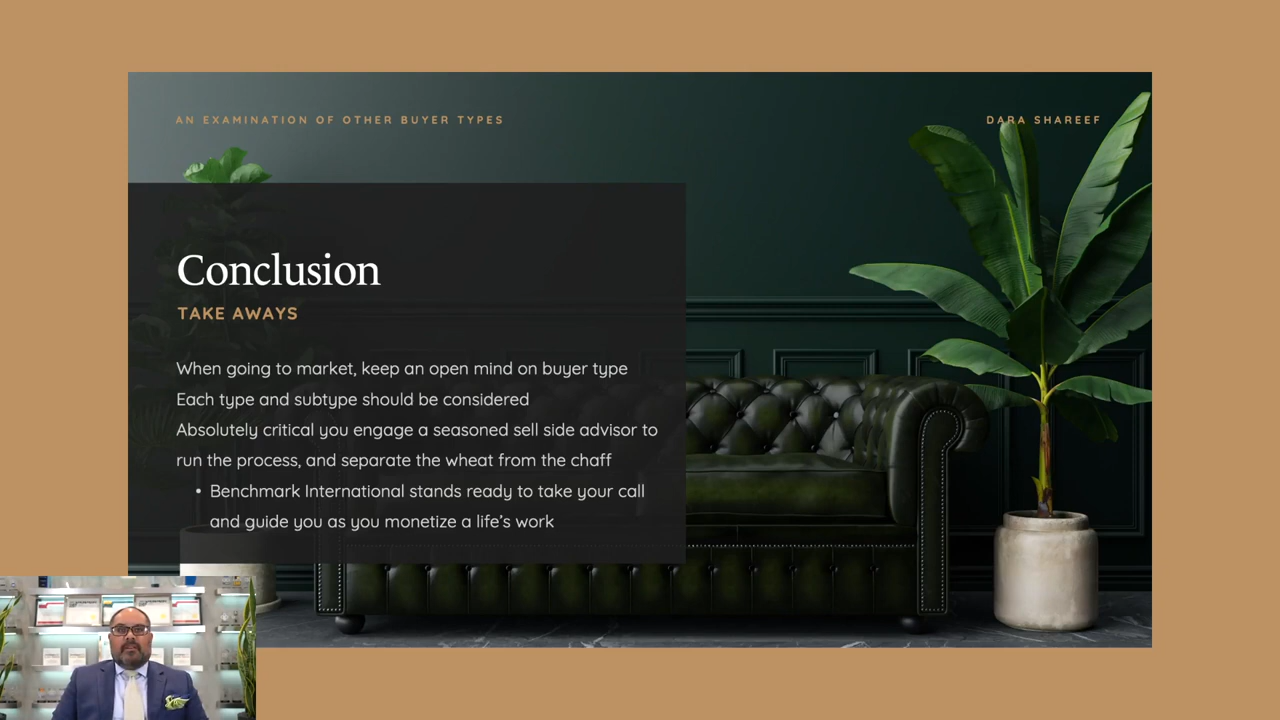 AN EXAMINATION OF OTHER BUYER TYPES
DARA SHAREEF
Conclusion
TAKE AWAYS
When going to market, keep an open mind on buyer type
Each type and subtype should be considered
Absolutely critical you engage a seasoned sell side advisor to
run the process, and separate the wheat from the chaff
• Benchmark International stands ready to take your call
and guide you as you monetize a life’s work